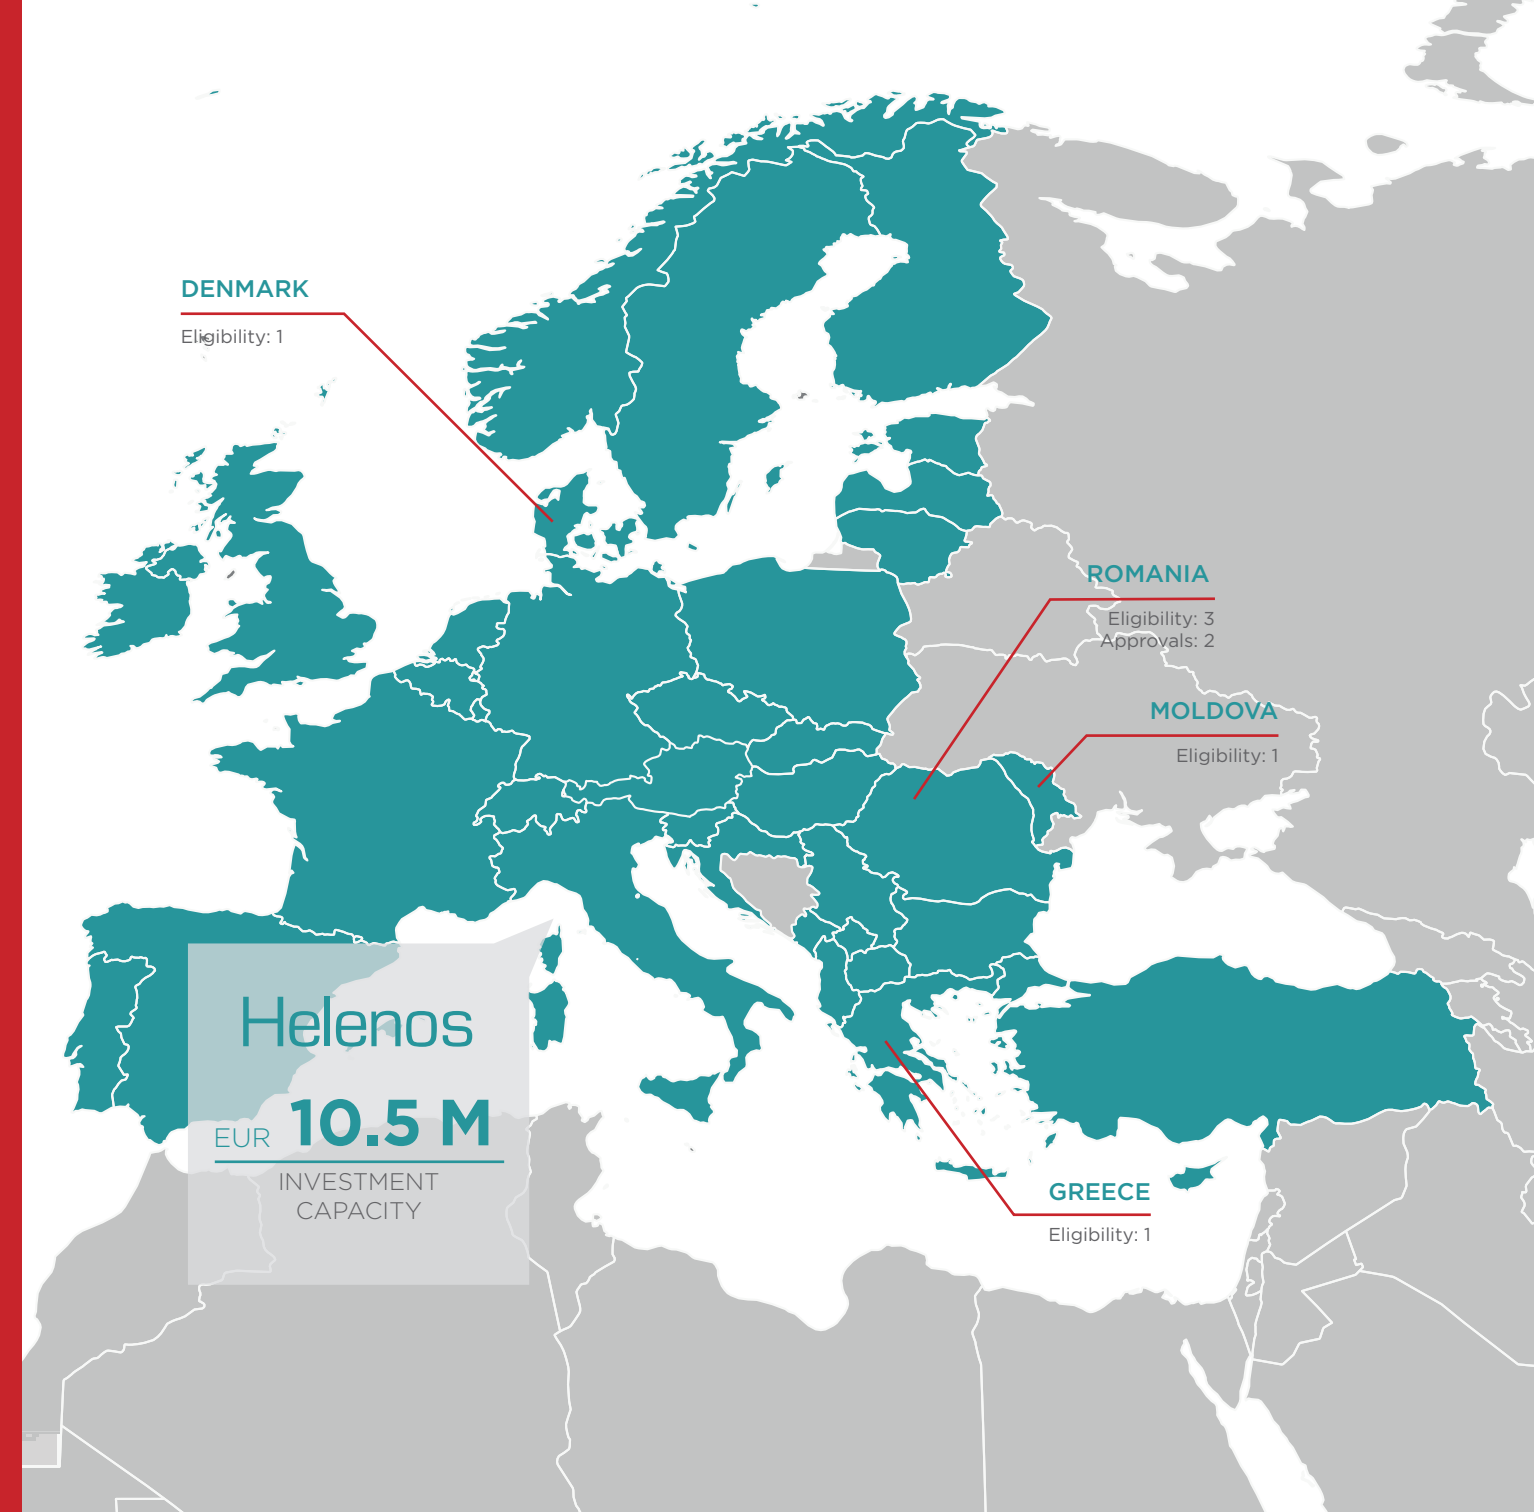 DENMARK
Eligibility: 1
ROMANIA
Eligibility: 3
Approvals: 2
MOLDOVA
Eligibility: 1
Helenos
EUR 10.5 M
INVESTMENT
CAPACITY
GREECE
Eligibility: 1